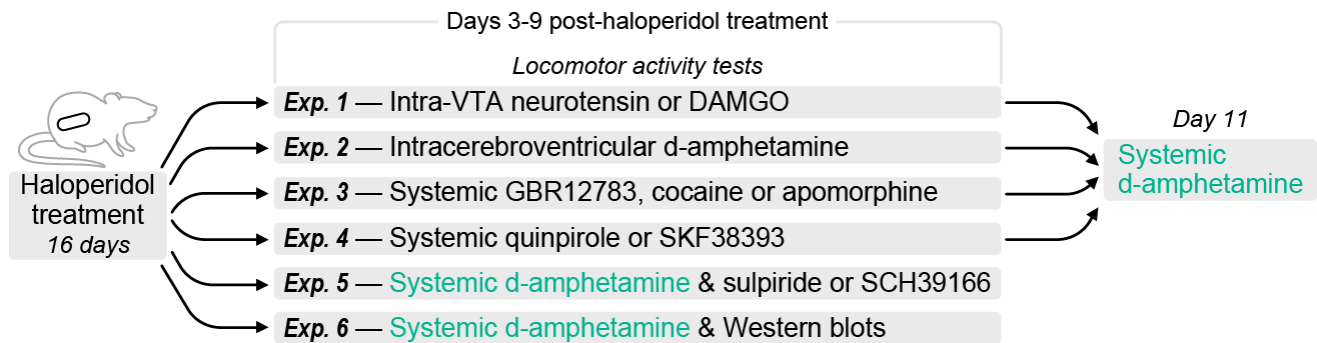 Days 3-9 post-haloperidol treatment
Locomotor activity tests
Haloperidol
treatment
16 days
Exp. 1 — Intra-VTA neurotensin or DAMGO
Exp. 2 — Intracerebroventricular d-amphetamine
Exp. 3 — Systemic GBR12783, cocaine or apomorphine
Exp. 4 — Systemic quinpirole or SKF38393
Exp. 5 — Systemic d-amphetamine & sulpiride or SCH39166
Exp. 6 — Systemic d-amphetamine & Western blots
Day 11
Systemic
d-amphetamine